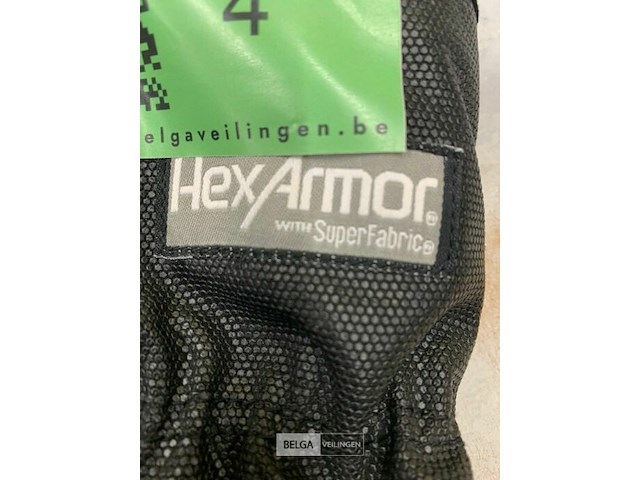 4
elgaveilingen.be
HexArmor®
WITH SuperFabric®
BELGA VEILINGEN